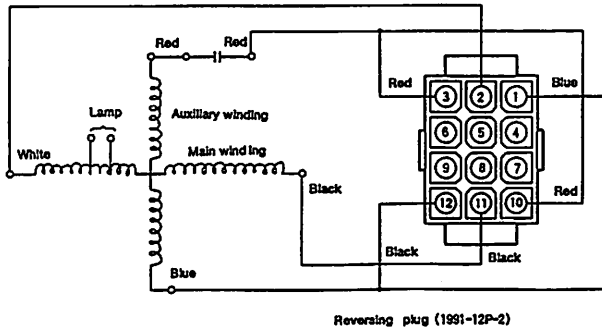 Red
Red
Lamp
Auxiliary winding
Main winding
White
Black
Blue
Red
Blue
3 2 1
6 5 4
9 8 7
12 11 10
Red
Black
Black
Reversing plug (1991-12P-2)